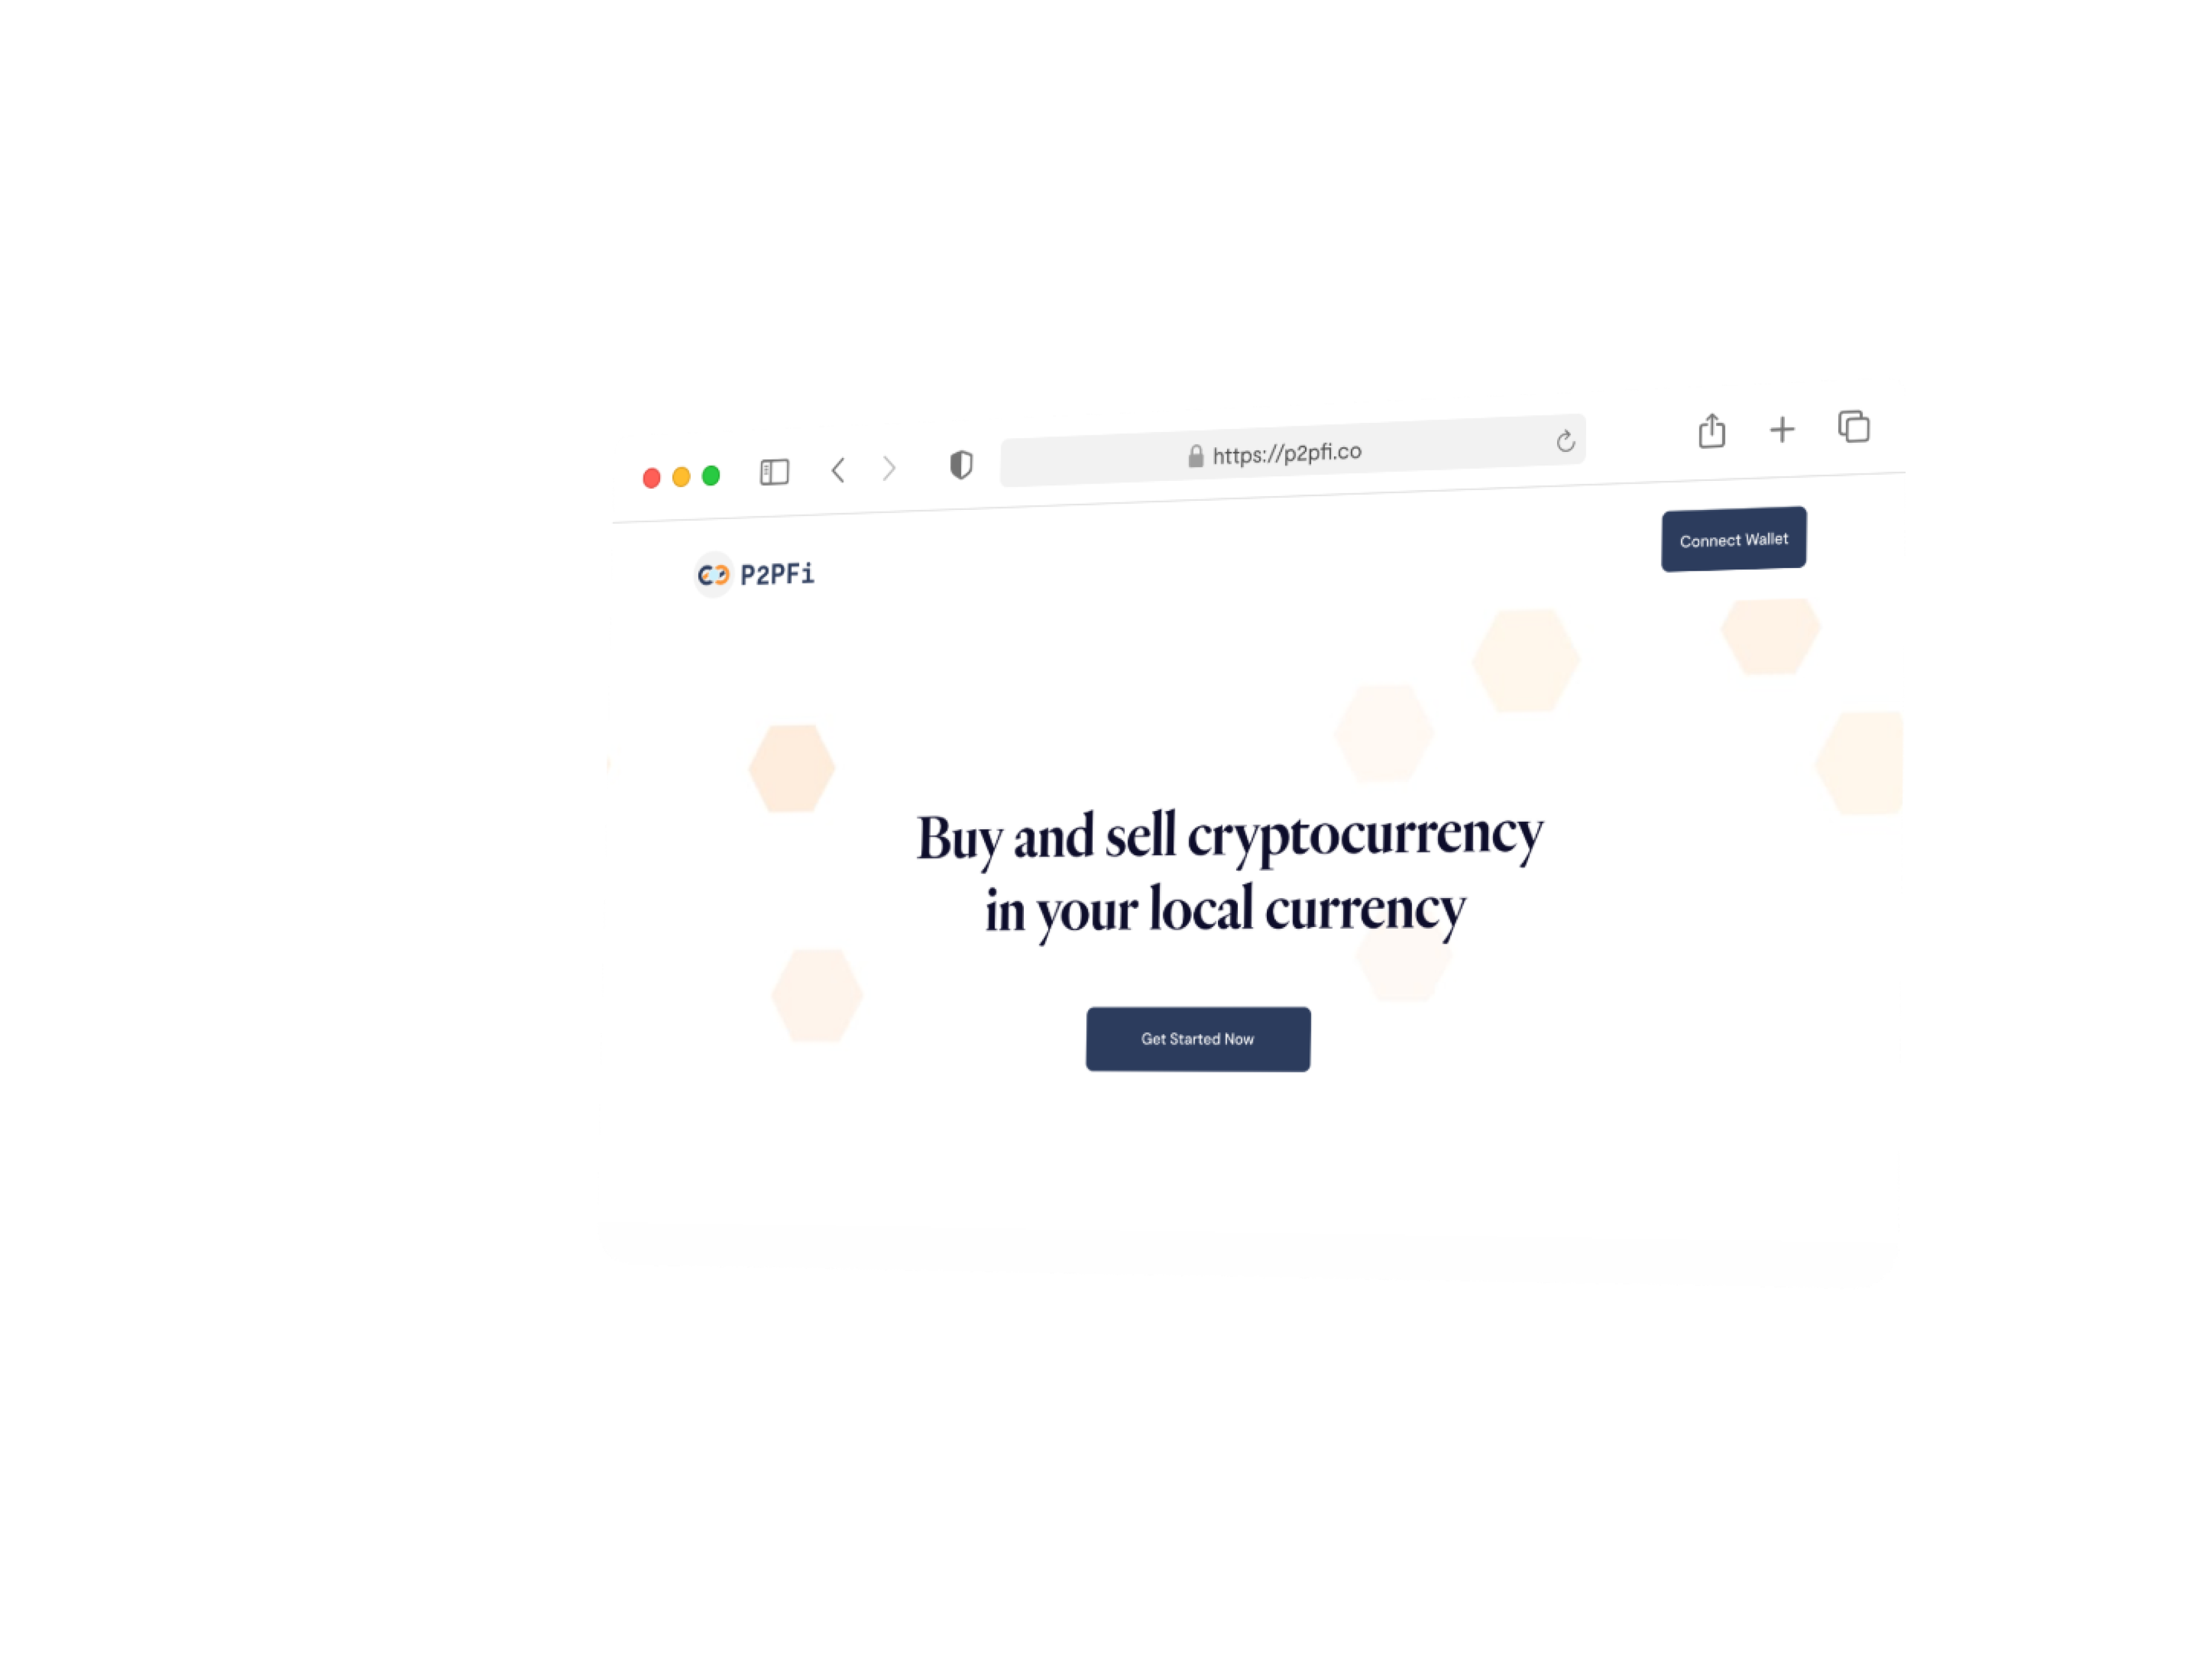 https://p2pfi.co
P2PFi
Connect Wallet
Buy and sell cryptocurrency
in your local currency
Get Started Now